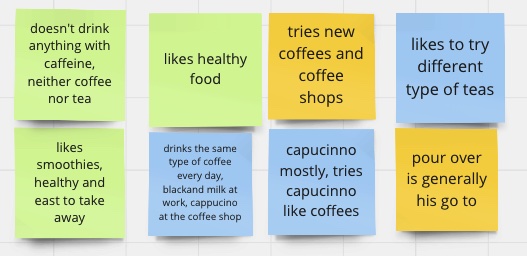 doesn't drink
anything with
caffeine,
neither coffee
nor tea
likes healthy
food
tries new
coffees and
coffee
shops
likes to try
different
type of teas
likes
smoothies,
healthy and
east to take
away
drinks the same
type of coffee
every day,
blackand milk at
work, cappucino
at the coffee shop
capucinno
mostly, tries
capucinno
like coffees
pour over
is generally
his go to